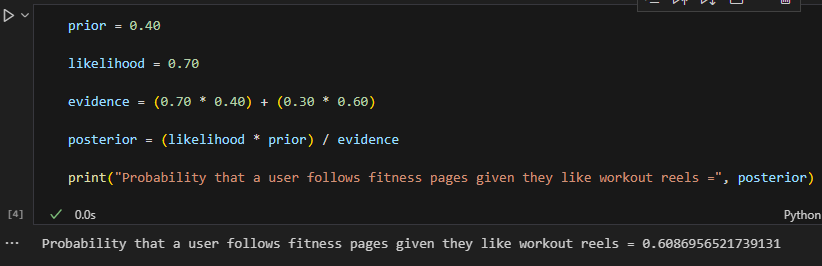 prior = 0.40
likelihood = 0.70
evidence = (0.70 * 0.40) + (0.30 * 0.60)
posterior = (likelihood * prior) / evidence
print("Probability that a user follows fitness pages given they like workout reels =", posterior)
[4]
0.0s
Python
Probability that a user follows fitness pages given they like workout reels = 0.6086956521739131